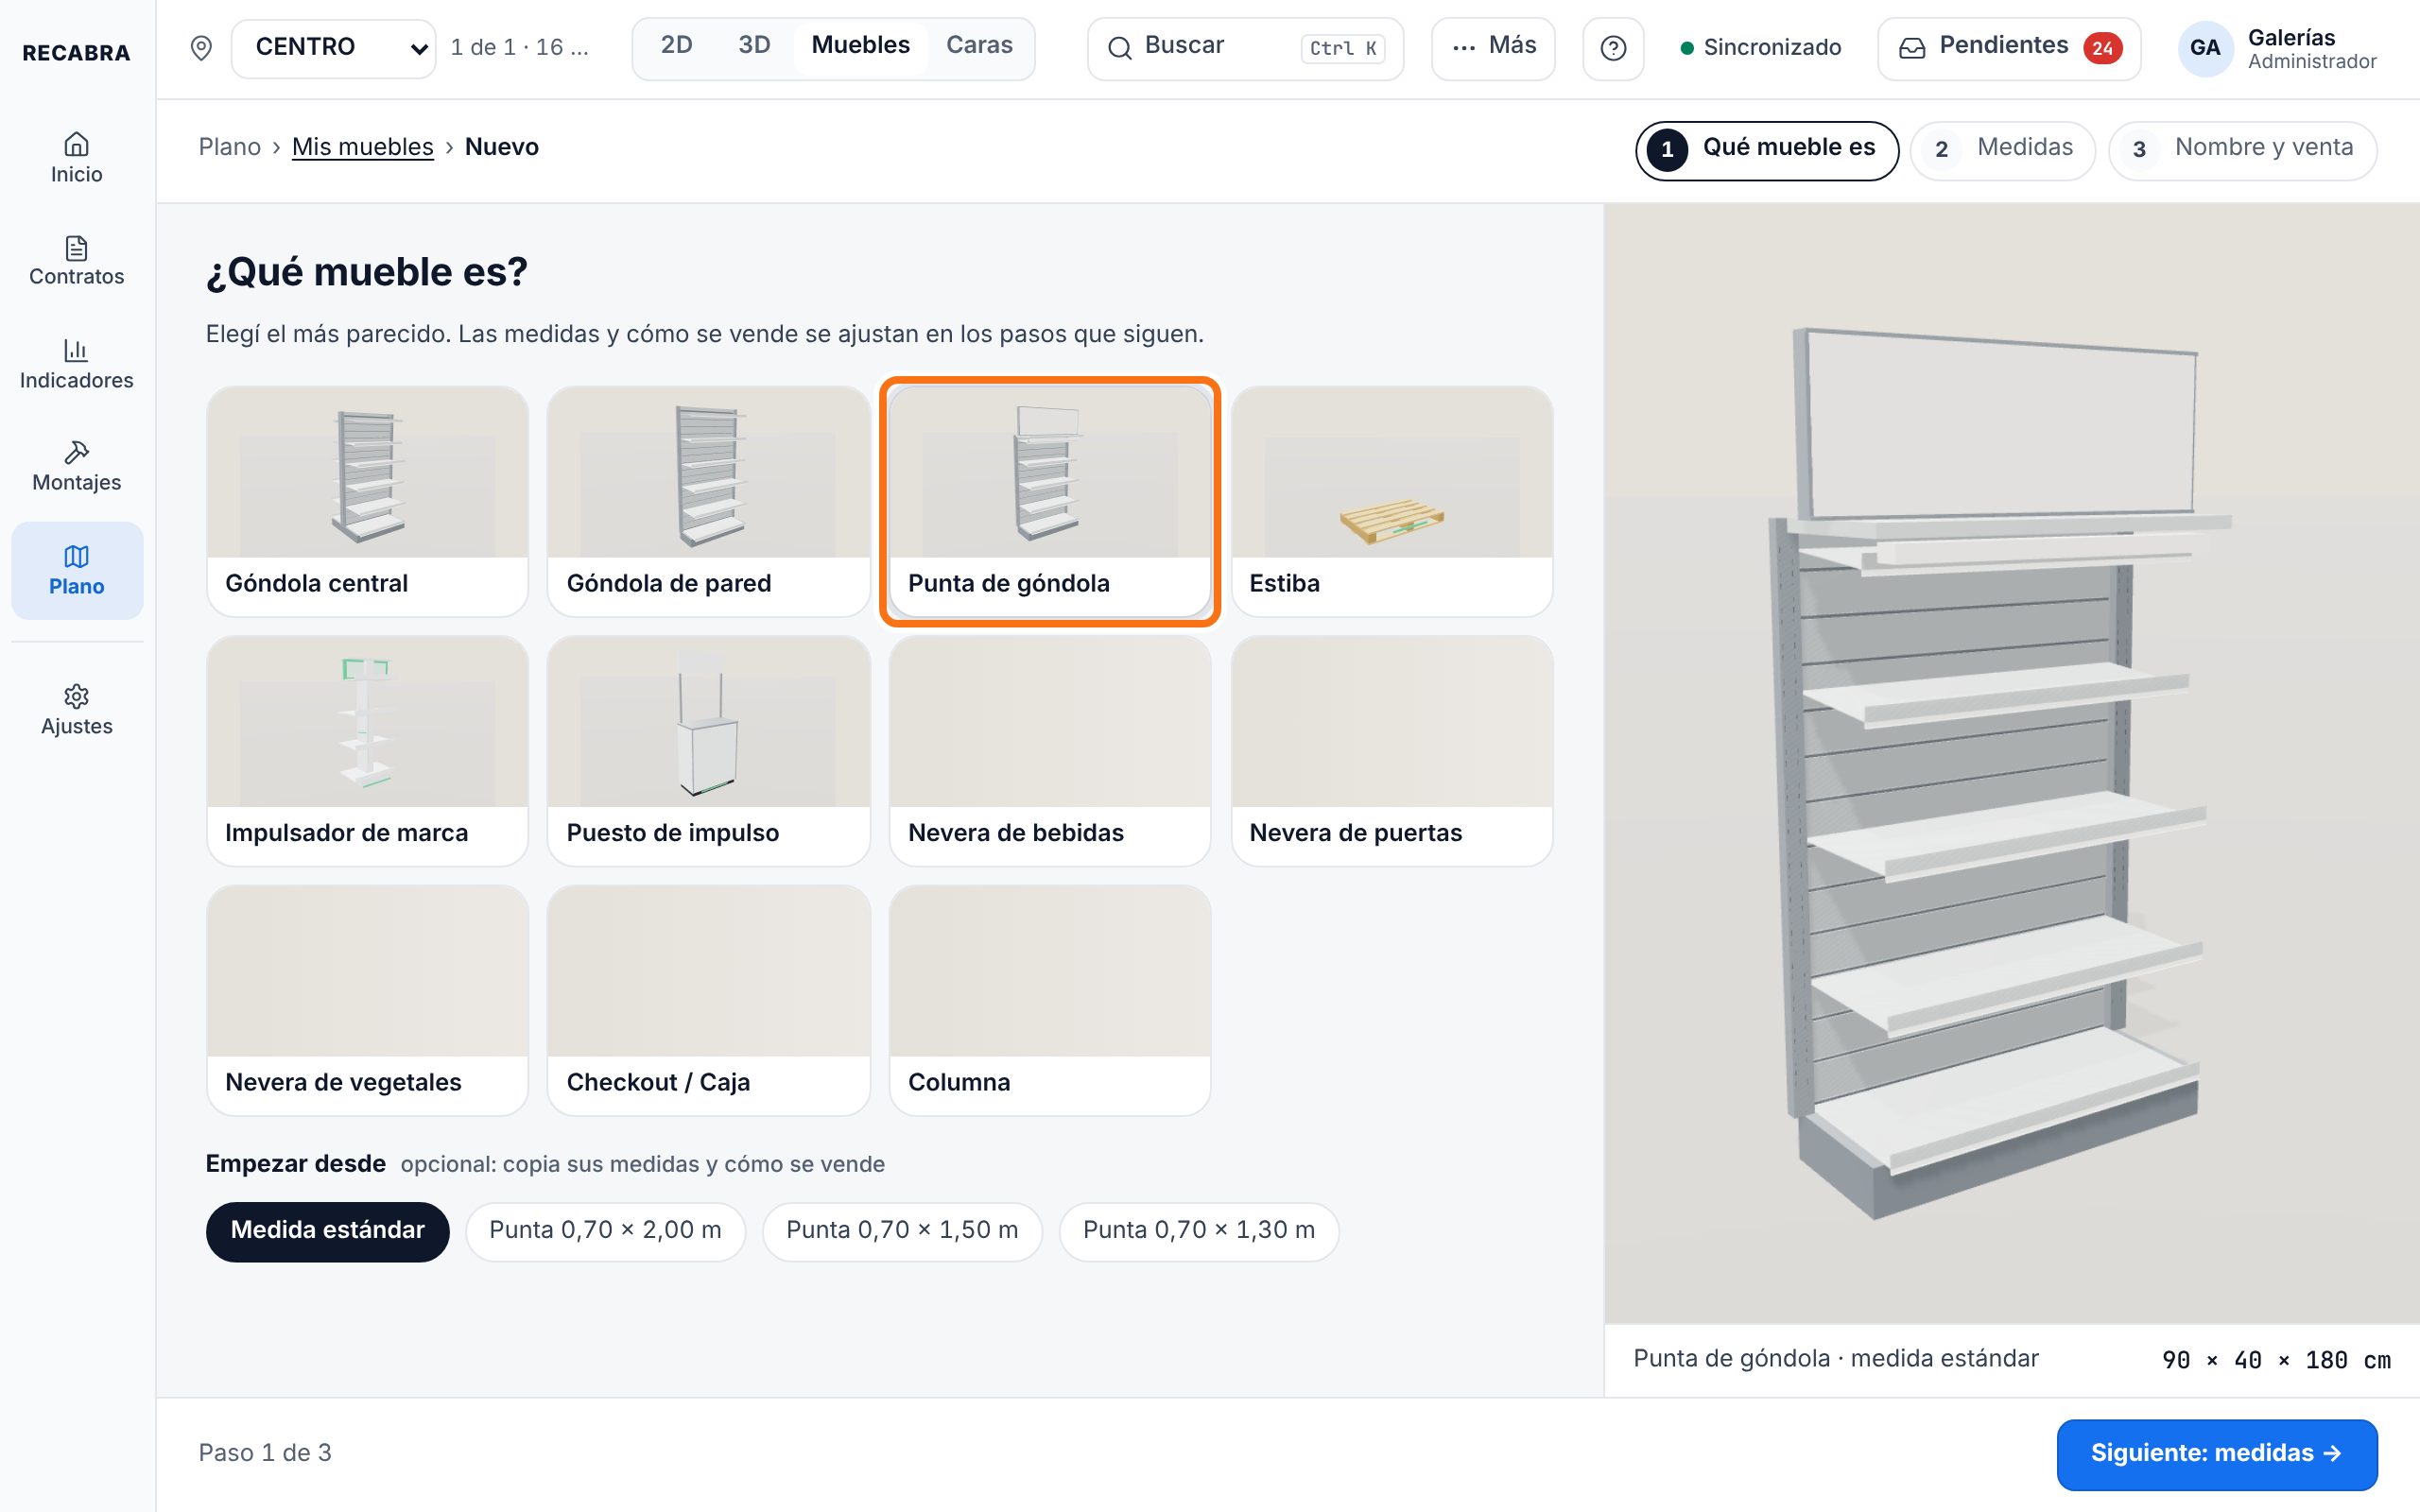 RECABRA
CENTRO
1 de 1 · 16 ...
2D
3D
Muebles
Caras
Buscar
Ctrl K
Más
Sincronizado
Pendientes
24
GA
Galerías
Administrador
Inicio
Contratos
Indicadores
Montajes
Plano
Ajustes
Plano › Mis muebles › Nuevo
1 Qué mueble es
2 Medidas
3 Nombre y venta
¿Qué mueble es?
Elegí el más parecido. Las medidas y cómo se vende se ajustan en los pasos que siguen.
Góndola central
Góndola de pared
Punta de góndola
Estiba
Impulsador de marca
Puesto de impulso
Nevera de bebidas
Nevera de puertas
Nevera de vegetales
Checkout / Caja
Columna
Empezar desde opcional: copia sus medidas y cómo se vende
Medida estándar
Punta 0,70 × 2,00 m
Punta 0,70 × 1,50 m
Punta 0,70 × 1,30 m
Punta de góndola · medida estándar
90 × 40 × 180 cm
Paso 1 de 3
Siguiente: medidas →